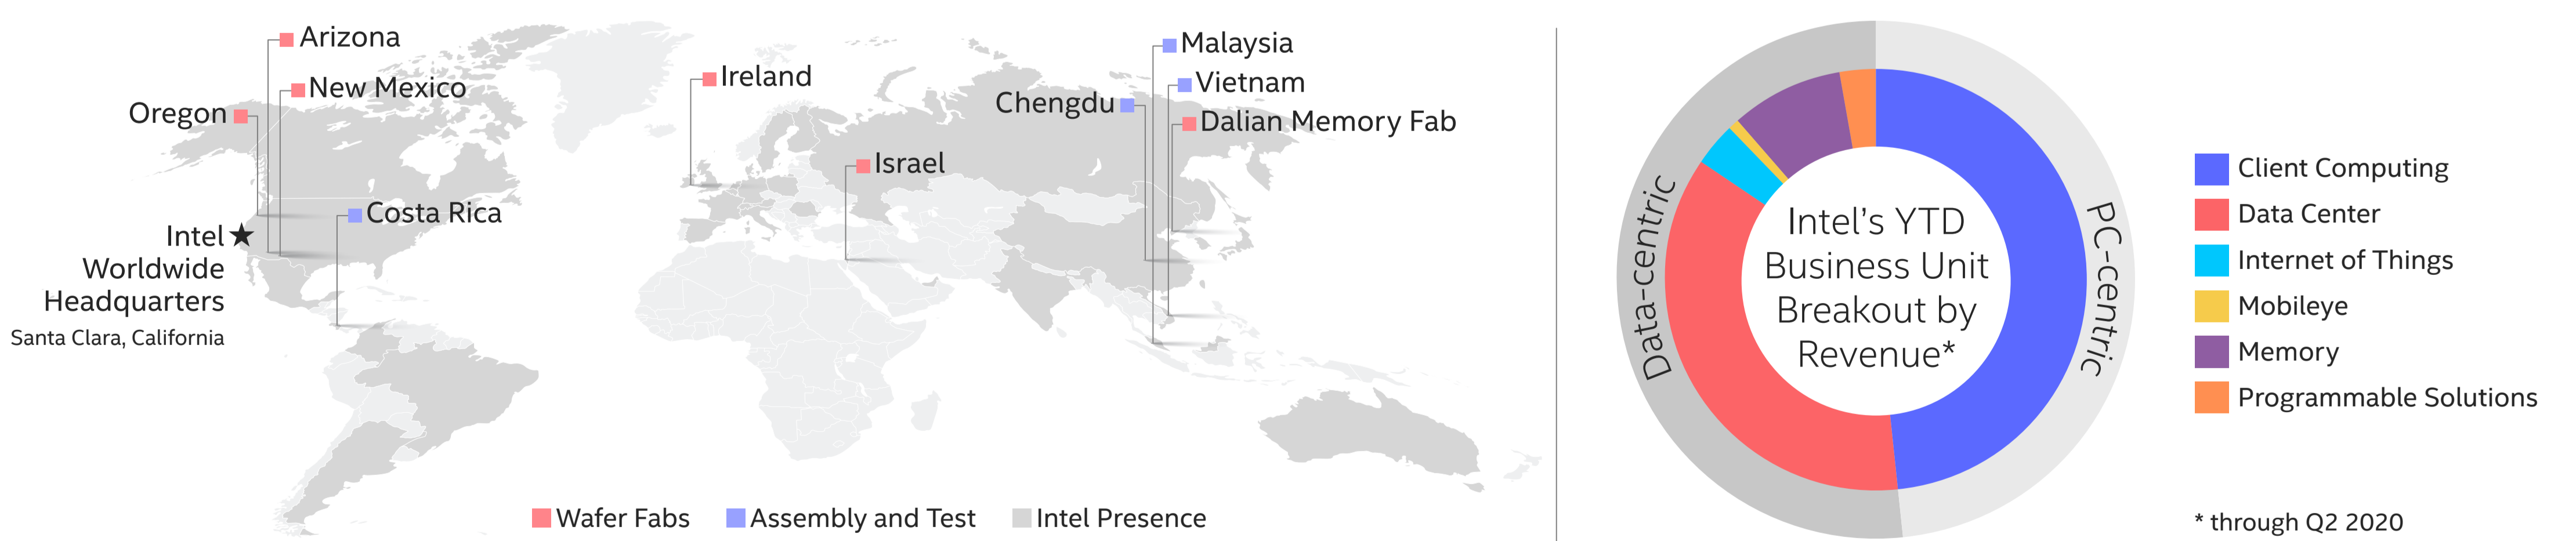 Arizona
New Mexico
Oregon
Intel
Worldwide
Headquarters
Santa Clara, California
Costa Rica
Ireland
Israel
Malaysia
Vietnam
Chengdu
Dalian Memory Fab
Wafer Fabs
Assembly and Test
Intel Presence
Data-centric
PC-centric
Intel's YTD
Business Unit
Breakout by
Revenue*
Client Computing
Data Center
Internet of Things
Mobileye
Memory
Programmable Solutions
* through Q2 2020